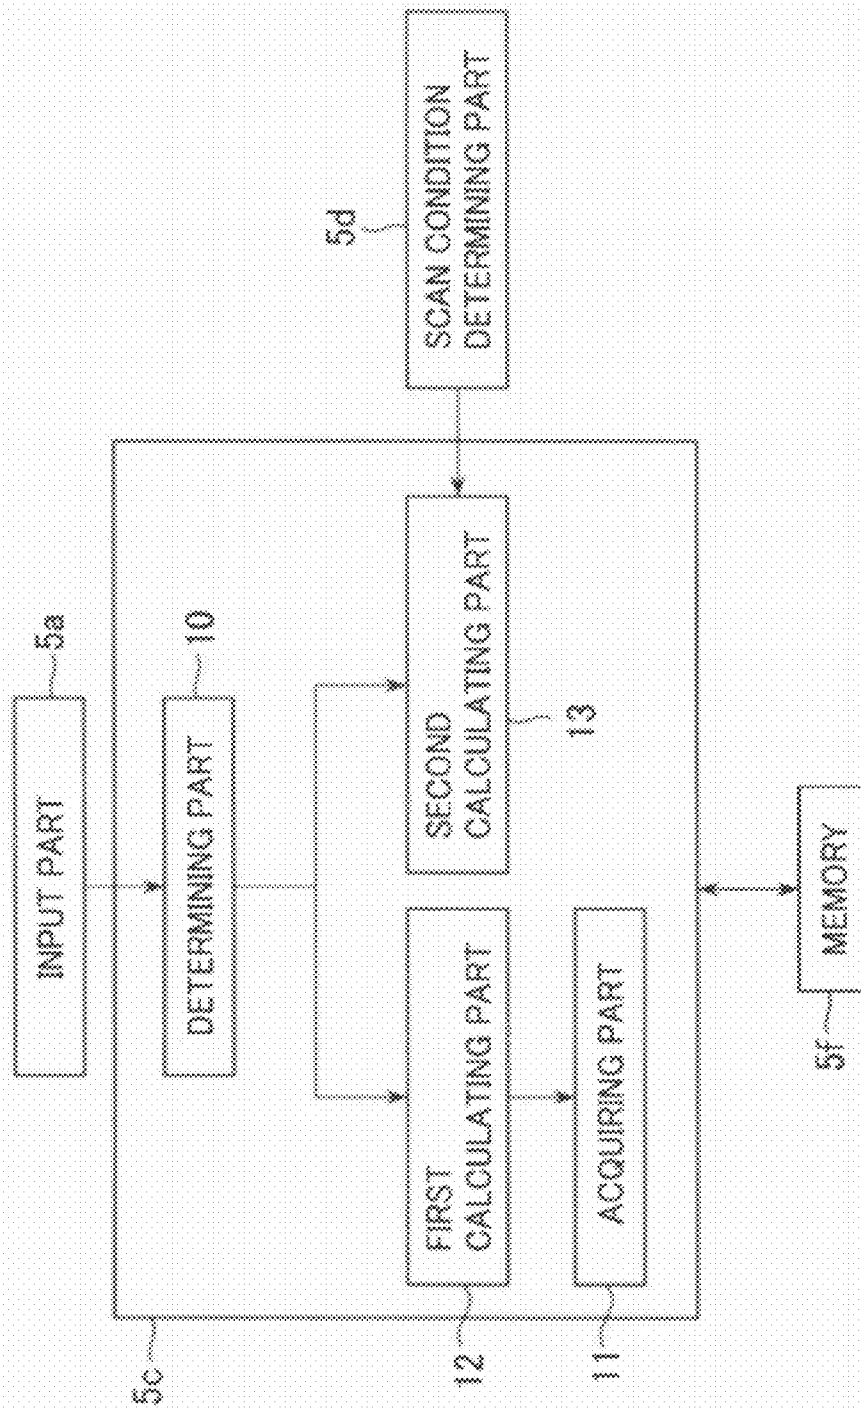 INPUT PART
5a
5c
DETERMINING PART
10
FIRST
CALCULATING PART
12
SECOND
CALCULATING PART
13
5d
SCAN CONDITION
DETERMINING PART
ACQUIRING PART
11
MEMORY
5f